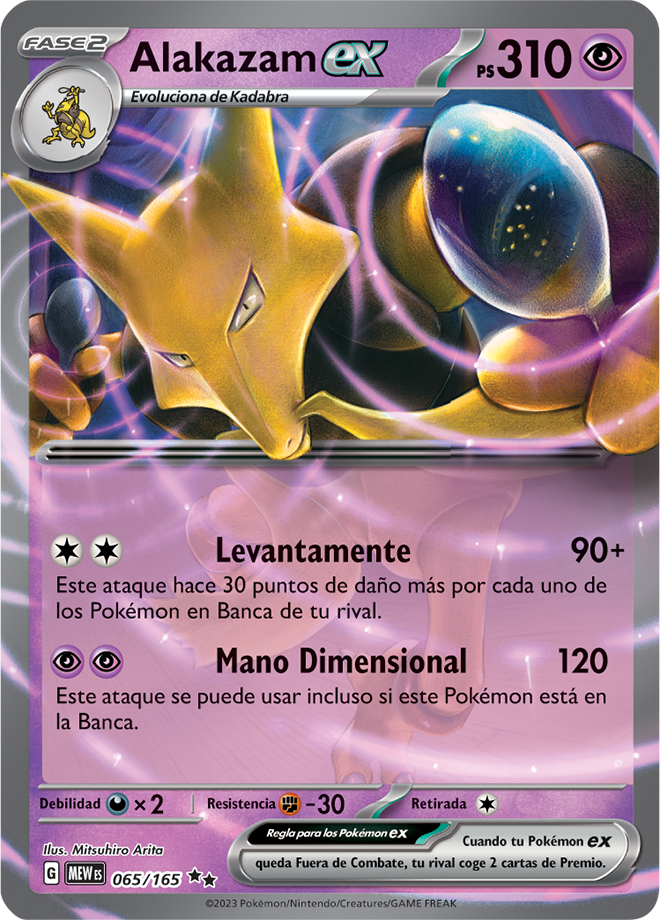 FASE2
Alakazam ex
PS310
Evoluciona de Kadabra
Levantamente 90+
Este ataque hace 30 puntos de daño más por cada uno de
los Pokémon en Banca de tu rival.
Mano Dimensional 120
Este ataque se puede usar incluso si este Pokémon está en
la Banca.
Debilidad ×2 Resistencia -30 Retirada
Ilus. Mitsuhiro Arita
Regla para los Pokémon ex
Cuando tu Pokémon ex
queda Fuera de Combate, tu rival coge 2 cartas de Premio.
G MEW ES 065/165
©2023 Pokémon/Nintendo/Creatures/GAME FREAK